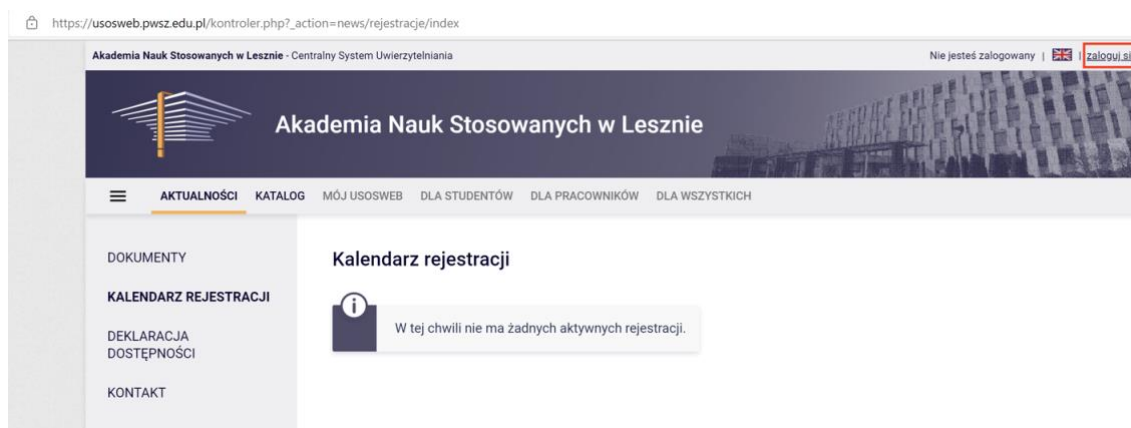 https://usosweb.pwsz.edu.pl/kontroler.php?_action=news/rejestracje/index
Akademia Nauk Stosowanych w Lesznie - Centralny System Uwierzytelniania
Nie jesteś zalogowany | | zaloguj si
Akademia Nauk Stosowanych w Lesznie
AKTUALNOŚCI KATALOG MÓJ USOSWEB DLA STUDENTÓW DLA PRACOWNIKÓW DLA WSZYSTKICH
DOKUMENTY
KALENDARZ REJESTRACJI
DEKLARACJA
DOSTĘPNOŚCI
KONTAKT
Kalendarz rejestracji
i
W tej chwili nie ma żadnych aktywnych rejestracji.